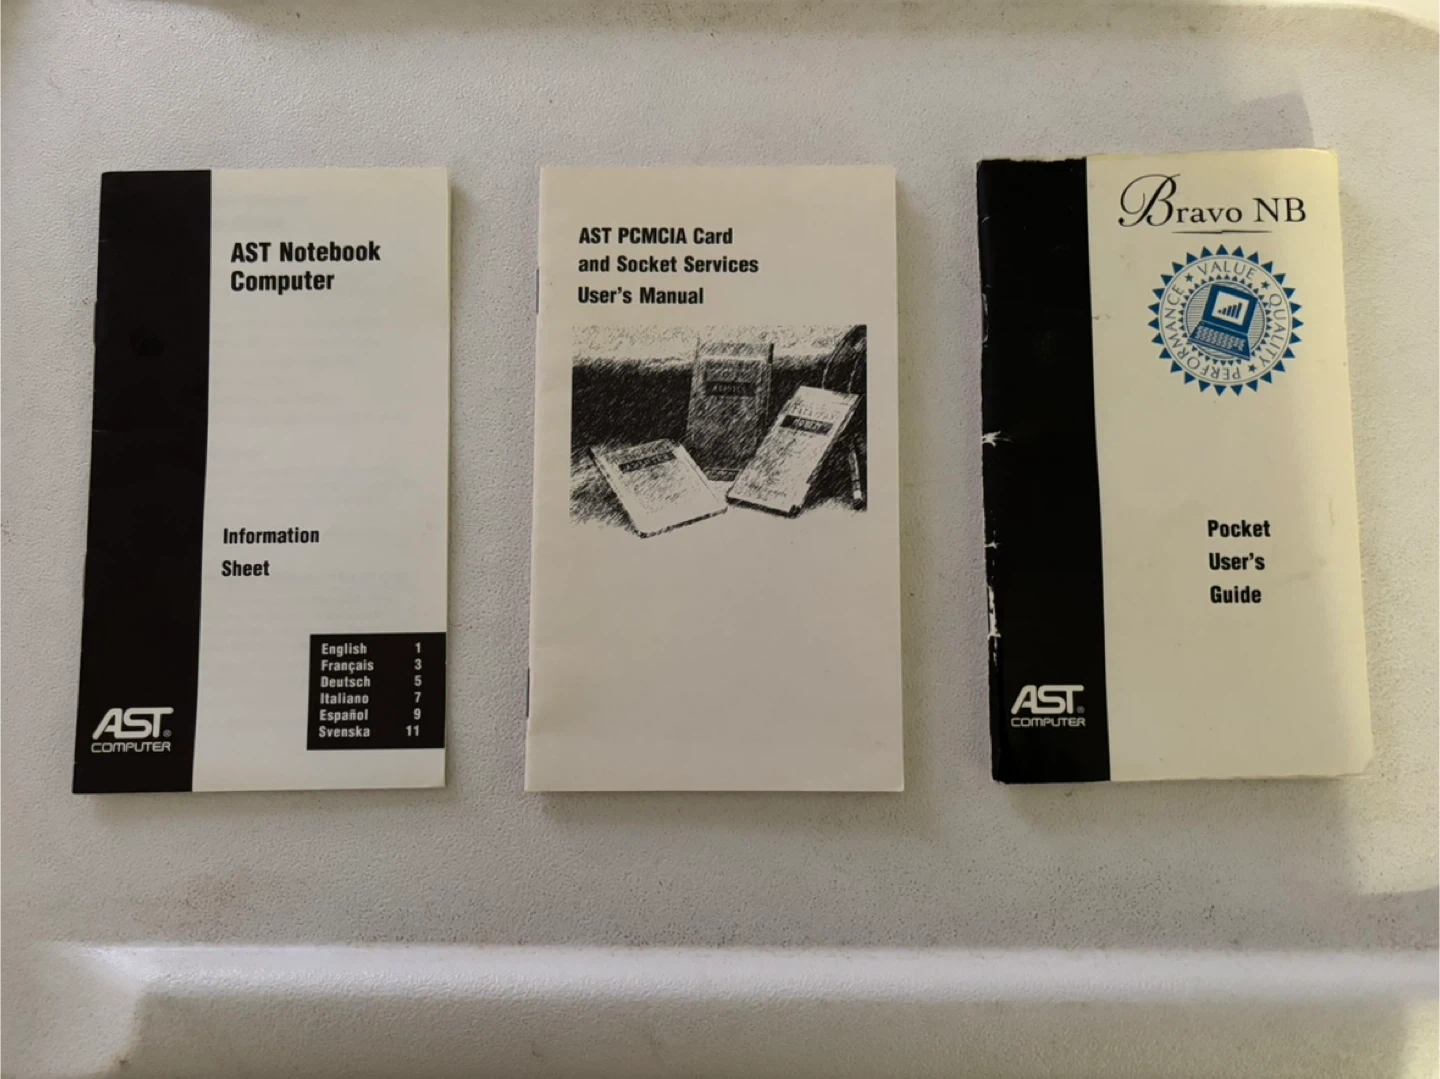 AST Notebook
Computer
Information
Sheet
English 1
Français 3
Deutsch 5
Italiano 7
Español 9
Svenska 11
AST®
COMPUTER
AST PCMCIA Card
and Socket Services
User's Manual
Bravo NB
VALUE ★ QUALITY ★ PERFORMANCE ★
Pocket
User's
Guide
AST®
COMPUTER